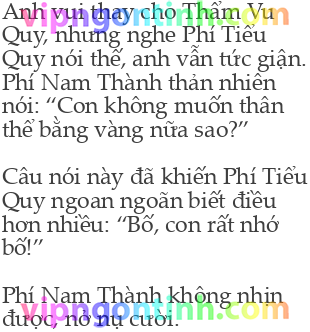 Anh vui thay cho Thẩm Vu
Quy, nhưng nghe Phí Tiểu
Quy nói thế, anh vẫn tức giận.
Phí Nam Thành thản nhiên
nói: “Con không muốn thân
thể bằng vàng nữa sao?”
Câu nói này đã khiến Phí Tiểu
Quy ngoan ngoãn biết điều
hơn nhiều: “Bố, con rất nhớ
bố!”
Phí Nam Thành không nhịn
được, nở nụ cười.
vipngontinh.com
vipngontinh.com